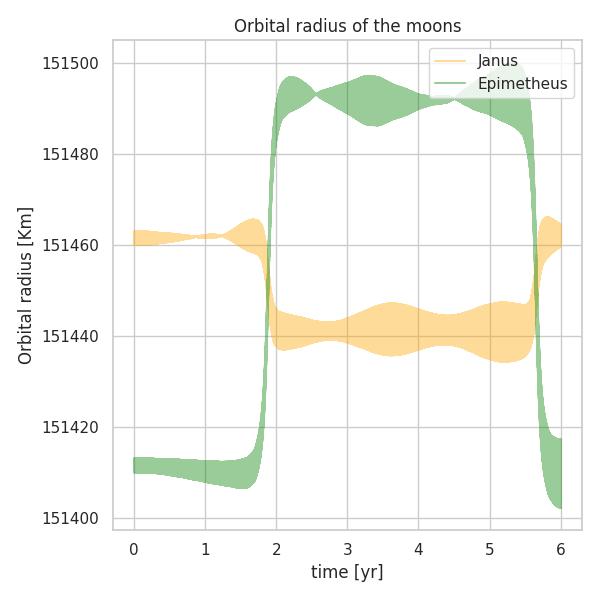 Orbital radius of the moons
Janus
Epimetheus
Orbital radius [Km]
151500
151480
151460
151440
151420
151400
0 1 2 3 4 5 6
time [yr]